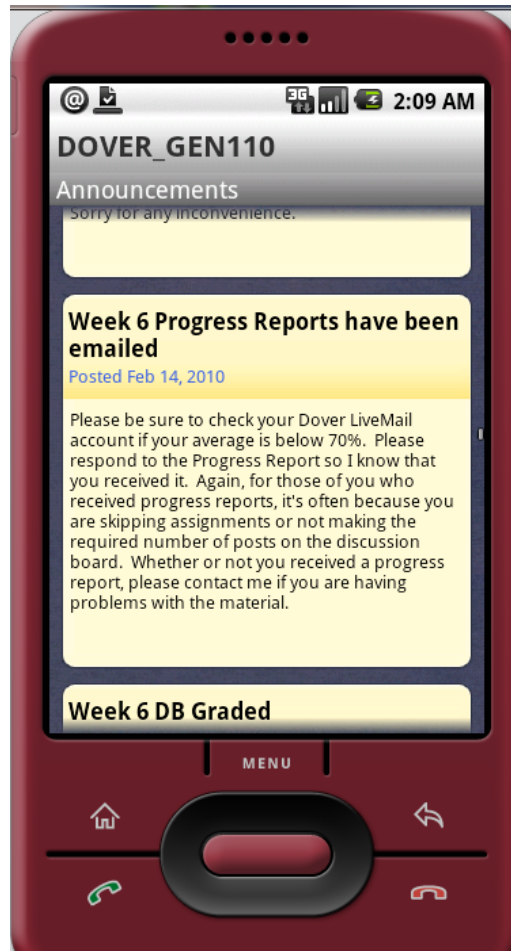 3G
2:09 AM
DOVER_GEN110
Announcements
Sorry for any inconvenience.
Week 6 Progress Reports have been
emailed
Posted Feb 14, 2010
Please be sure to check your Dover LiveMail
account if your average is below 70%.  Please
respond to the Progress Report so I know that
you received it.  Again, for those of you who
received progress reports, it's often because you
are skipping assignments or not making the
required number of posts on the discussion
board.  Whether or not you received a progress
report, please contact me if you are having
problems with the material.
Week 6 DB Graded
MENU